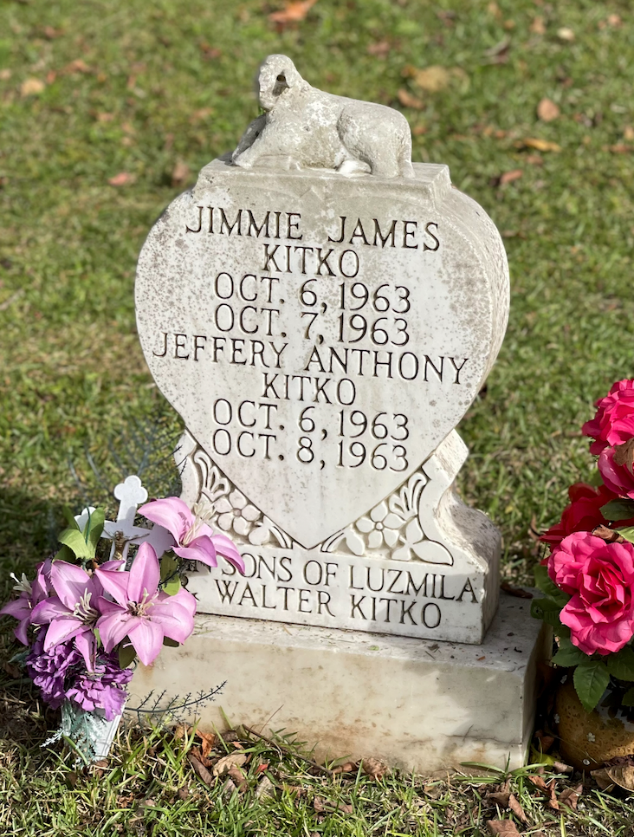 JIMMIE JAMES
KITKO
OCT. 6, 1963
OCT. 7, 1963
JEFFERY ANTHONY
KITKO
OCT. 6, 1963
OCT. 8, 1963
SONS OF LUZMILA
WALTER KITKO